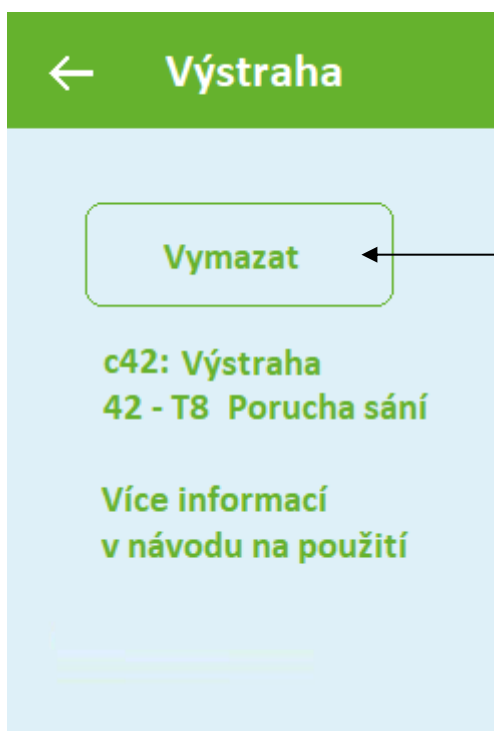 ← Výstraha
Vymazat
c42: Výstraha
42 - T8 Porucha sání
Více informací
v návodu na použití